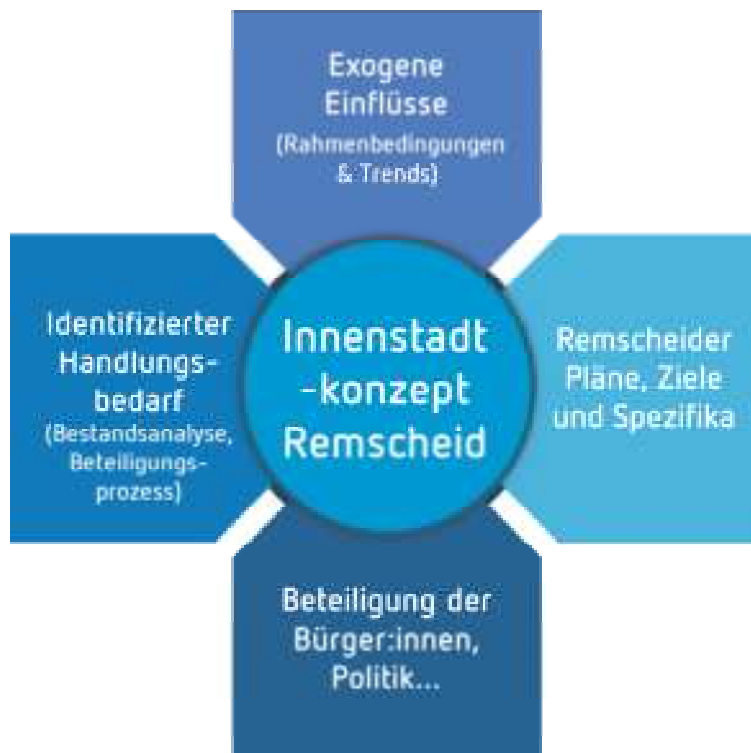 Exogene
Einflüsse
(Rahmenbedingungen
& Trends)
Identifizierter
Handlungs-
bedarf
(Bestandsanalyse,
Beteiligungs-
prozess)
Innenstadt
-konzept
Remscheid
Remscheider
Pläne, Ziele
und Spezifika
Beteiligung der
Bürger:innen,
Politik...